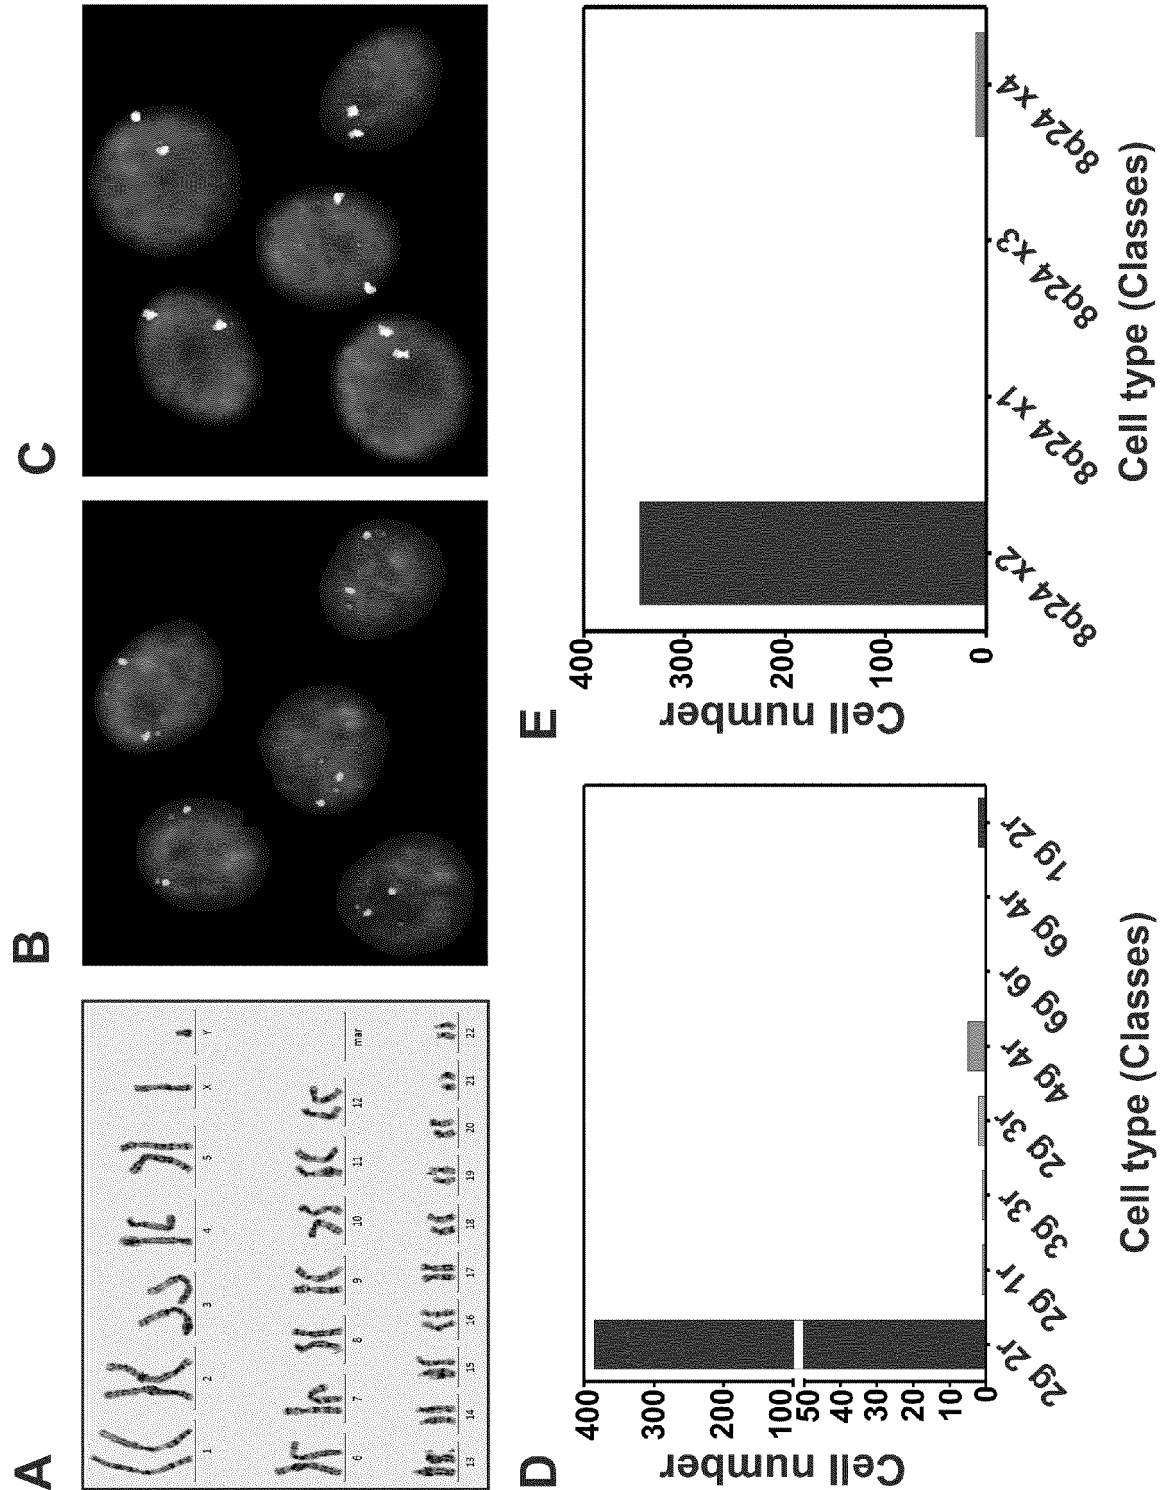 A
1 2 3 4 5 X Y
6 7 8 9 10 11 12 mar
13 14 15 16 17 18 19 20 21 22
B
C
D
Cell number
400
300
200
100
50
40
30
20
10
0
2g 2r
2g 1r
3g 3r
2g 3r
4g 4r
6g 6r
6g 4r
1g 2r
Cell type (Classes)
E
Cell number
400
300
200
100
0
8q24 x2
8q24 x1
8q24 x3
8q24 x4
Cell type (Classes)